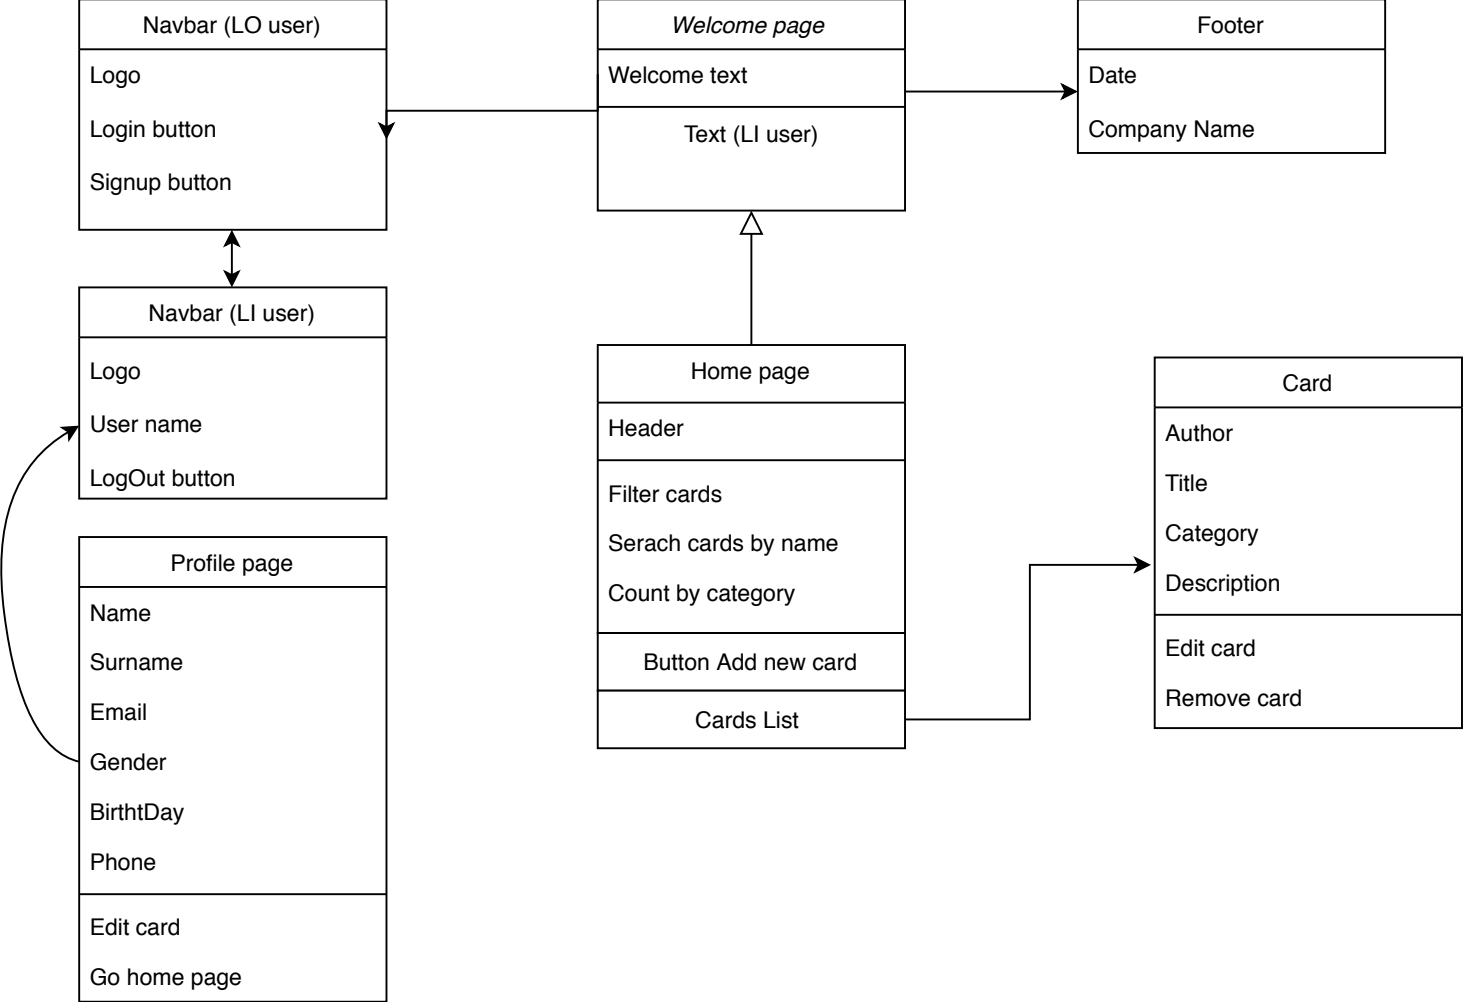 Navbar (LO user)
Logo
Login button
Signup button
Welcome page
Welcome text
Text (LI user)
Footer
Date
Company Name
Navbar (LI user)
Logo
User name
LogOut button
Home page
Header
Filter cards
Serach cards by name
Count by category
Button Add new card
Cards List
Card
Author
Title
Category
Description
Edit card
Remove card
Profile page
Name
Surname
Email
Gender
BirthtDay
Phone
Edit card
Go home page